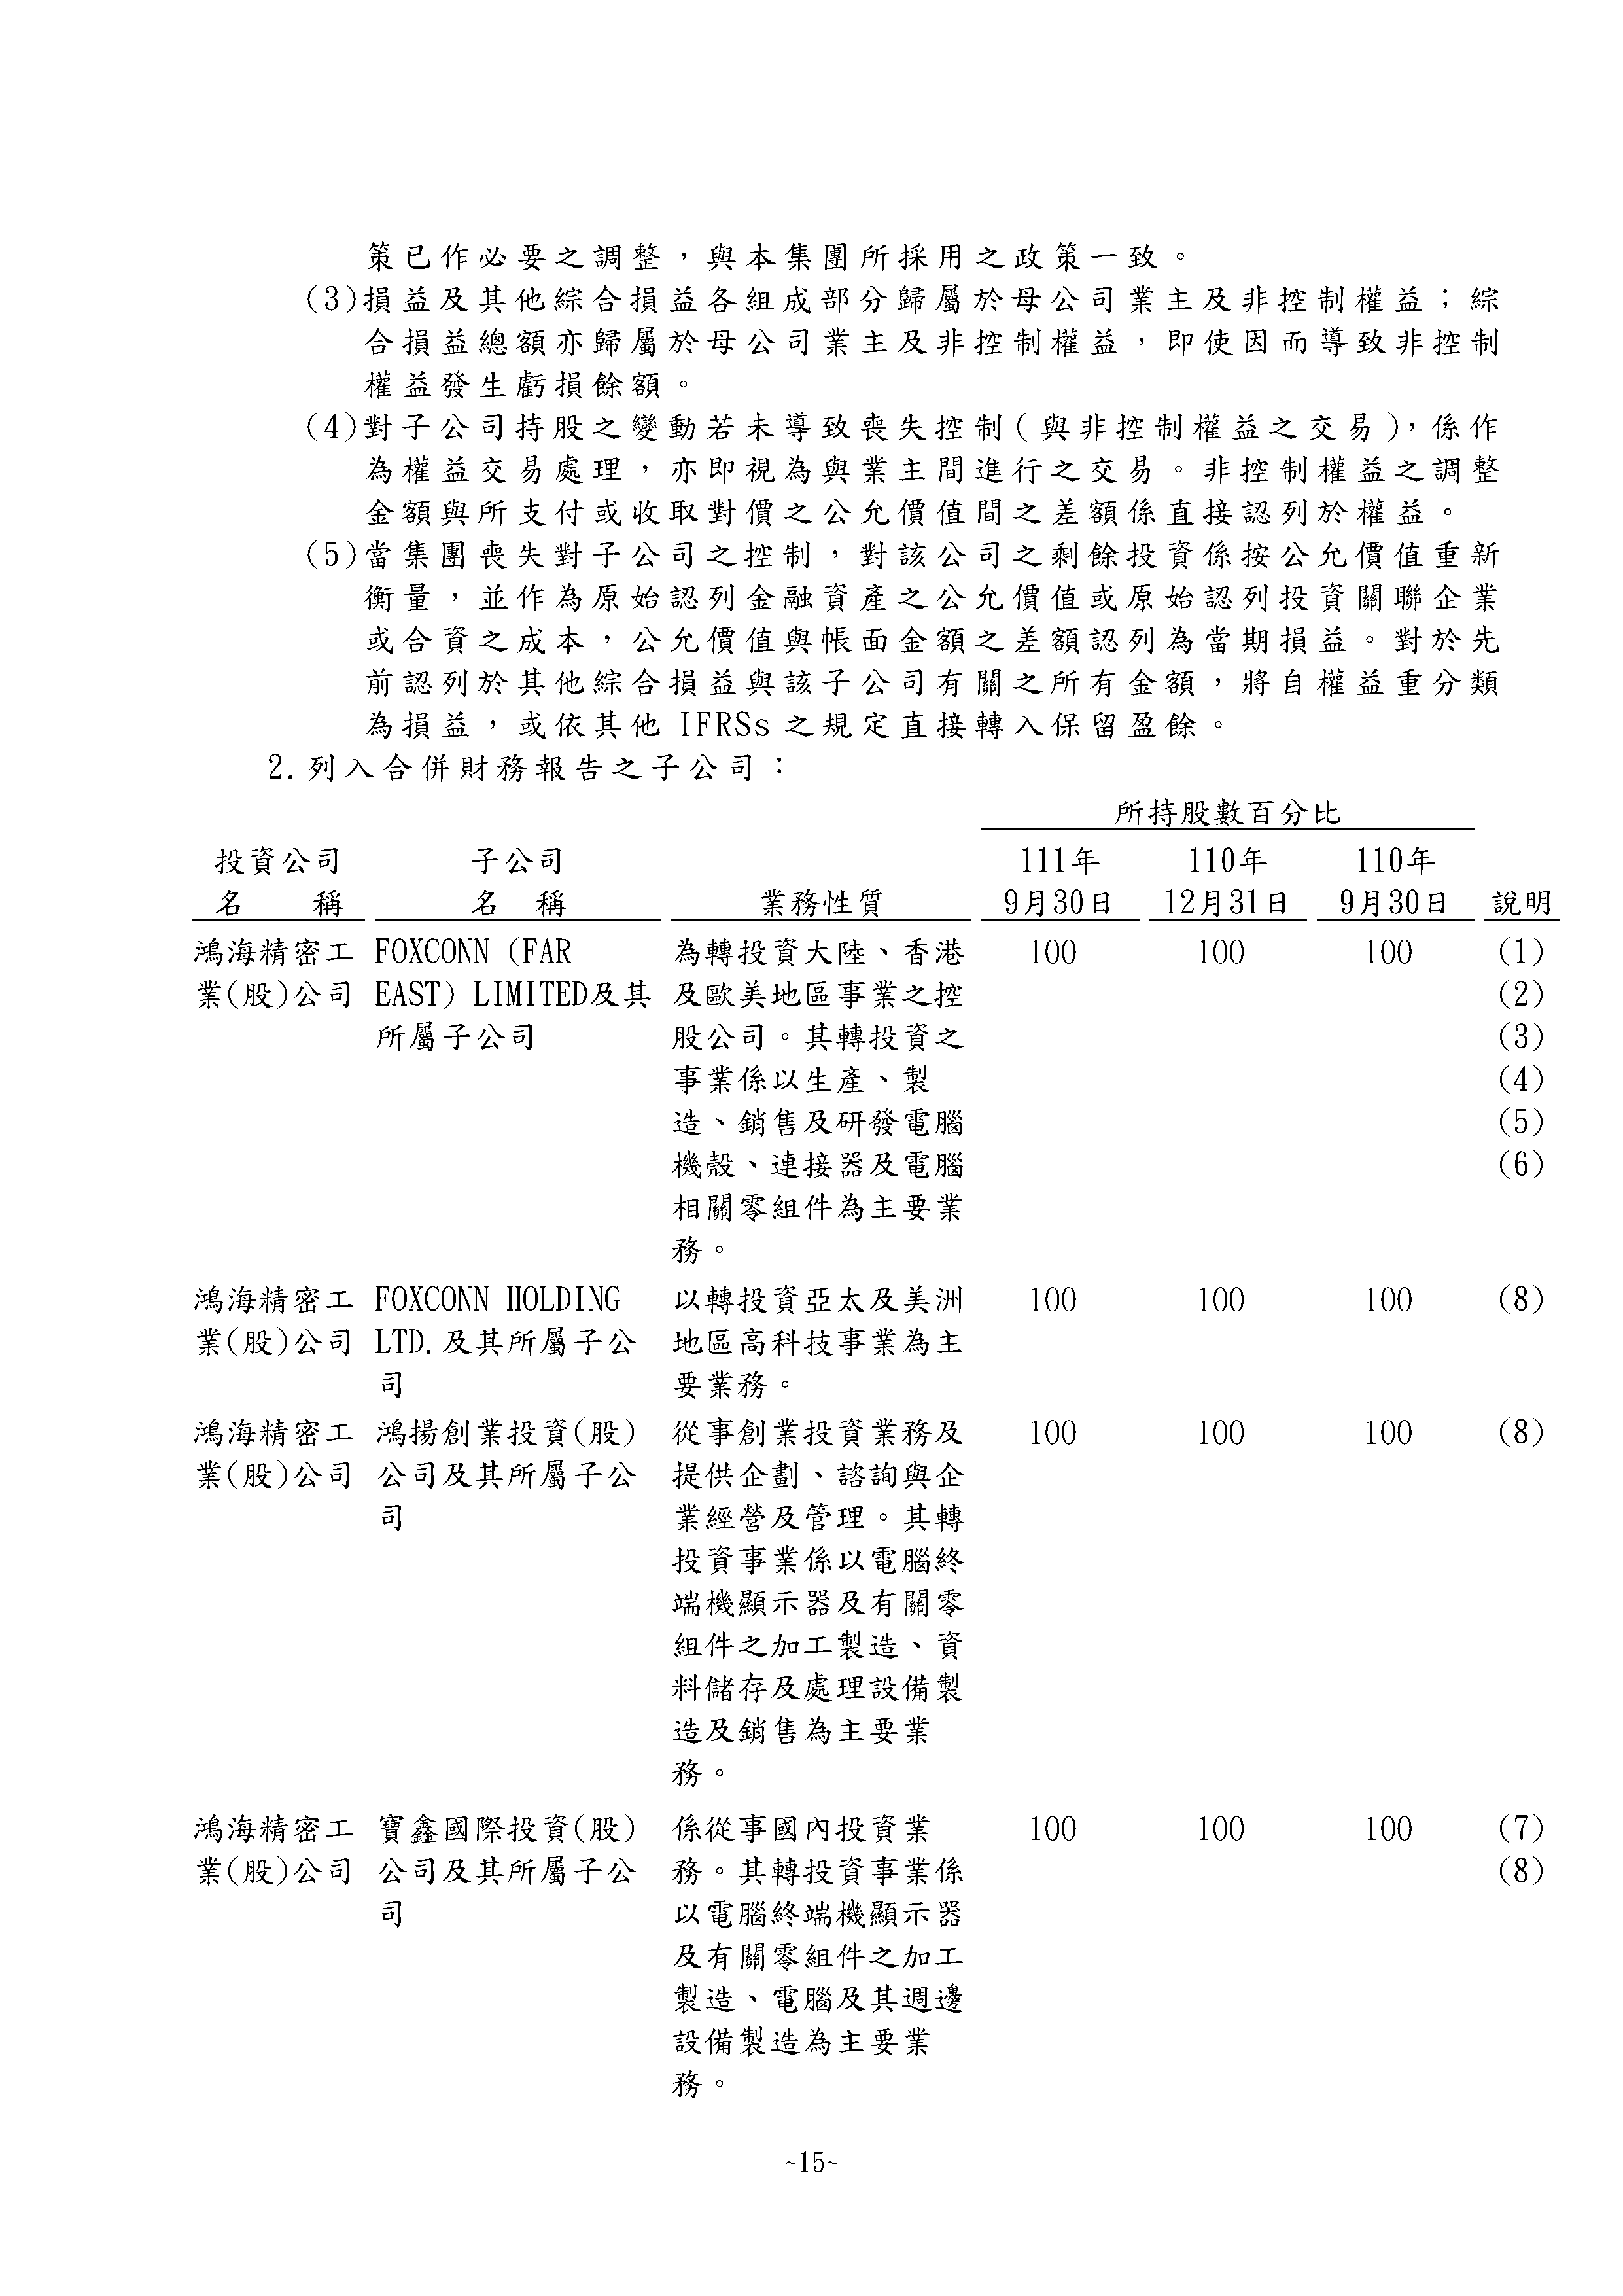 策已作必要之調整，與本集團所採用之政策一致。
(3)損益及其他綜合損益各組成部分歸屬於母公司業主及非控制權益；綜
合損益總額亦歸屬於母公司業主及非控制權益，即使因而導致非控制
權益發生虧損餘額。
(4)對子公司持股之變動若未導致喪失控制(與非控制權益之交易)，係作
為權益交易處理，亦即視為與業主間進行之交易。非控制權益之調整
金額與所支付或收取對價之公允價值間之差額係直接認列於權益。
(5)當集團喪失對子公司之控制，對該公司之剩餘投資係按公允價值重新
衡量，並作為原始認列金融資產之公允價值或原始認列投資關聯企業
或合資之成本，公允價值與帳面金額之差額認列為當期損益。對於先
前認列於其他綜合損益與該子公司有關之所有金額，將自權益重分類
為損益，或依其他 IFRSs 之規定直接轉入保留盈餘。
2.列入合併財務報告之子公司：
所持股數百分比
投資公司 子公司 111年 110年 110年
名 稱 名 稱 業務性質 9月30日 12月31日 9月30日 說明
鴻海精密工 FOXCONN (FAR 為轉投資大陸、香港 100 100 100 (1)
業(股)公司 EAST) LIMITED及其 及歐美地區事業之控 (2)
所屬子公司 股公司。其轉投資之 (3)
事業係以生產、製 (4)
造、銷售及研發電腦 (5)
機殼、連接器及電腦 (6)
相關零組件為主要業
務。
鴻海精密工 FOXCONN HOLDING 以轉投資亞太及美洲 100 100 100 (8)
業(股)公司 LTD.及其所屬子公 地區高科技事業為主
司 要業務。
鴻海精密工 鴻揚創業投資(股) 從事創業投資業務及 100 100 100 (8)
業(股)公司 公司及其所屬子公 提供企劃、諮詢與企
司 業經營及管理。其轉
投資事業係以電腦終
端機顯示器及有關零
組件之加工製造、資
料儲存及處理設備製
造及銷售為主要業
務。
鴻海精密工 寶鑫國際投資(股) 係從事國內投資業 100 100 100 (7)
業(股)公司 公司及其所屬子公 務。其轉投資事業係 (8)
司 以電腦終端機顯示器
及有關零組件之加工
製造、電腦及其週邊
設備製造為主要業
務。
~15~